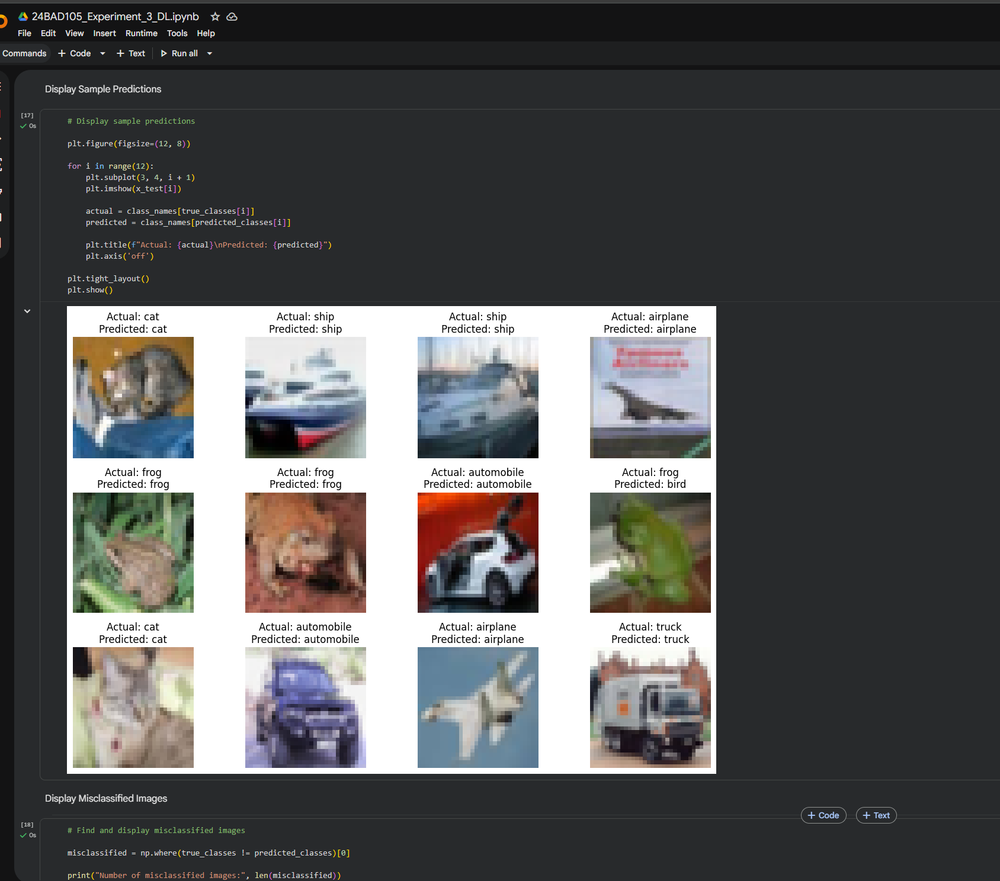 24BAD105_Experiment_3_DL.ipynb
File Edit View Insert Runtime Tools Help
Commands + Code + Text Run all
Display Sample Predictions
[17]
0s
# Display sample predictions
plt.figure(figsize=(12, 8))
for i in range(12):
    plt.subplot(3, 4, i + 1)
    plt.imshow(x_test[i])
    actual = class_names[true_classes[i]]
    predicted = class_names[predicted_classes[i]]
    plt.title(f"Actual: {actual}\nPredicted: {predicted}")
    plt.axis('off')
plt.tight_layout()
plt.show()
Actual: cat Actual: ship Actual: ship Actual: airplane
Predicted: cat Predicted: ship Predicted: ship Predicted: airplane
Actual: frog Actual: frog Actual: automobile Actual: frog
Predicted: frog Predicted: frog Predicted: automobile Predicted: bird
Actual: cat Actual: automobile Actual: airplane Actual: truck
Predicted: cat Predicted: automobile Predicted: airplane Predicted: truck
Display Misclassified Images
+ Code + Text
[18]
0s
# Find and display misclassified images
misclassified = np.where(true_classes != predicted_classes)[0]
print("Number of misclassified images:", len(misclassified))